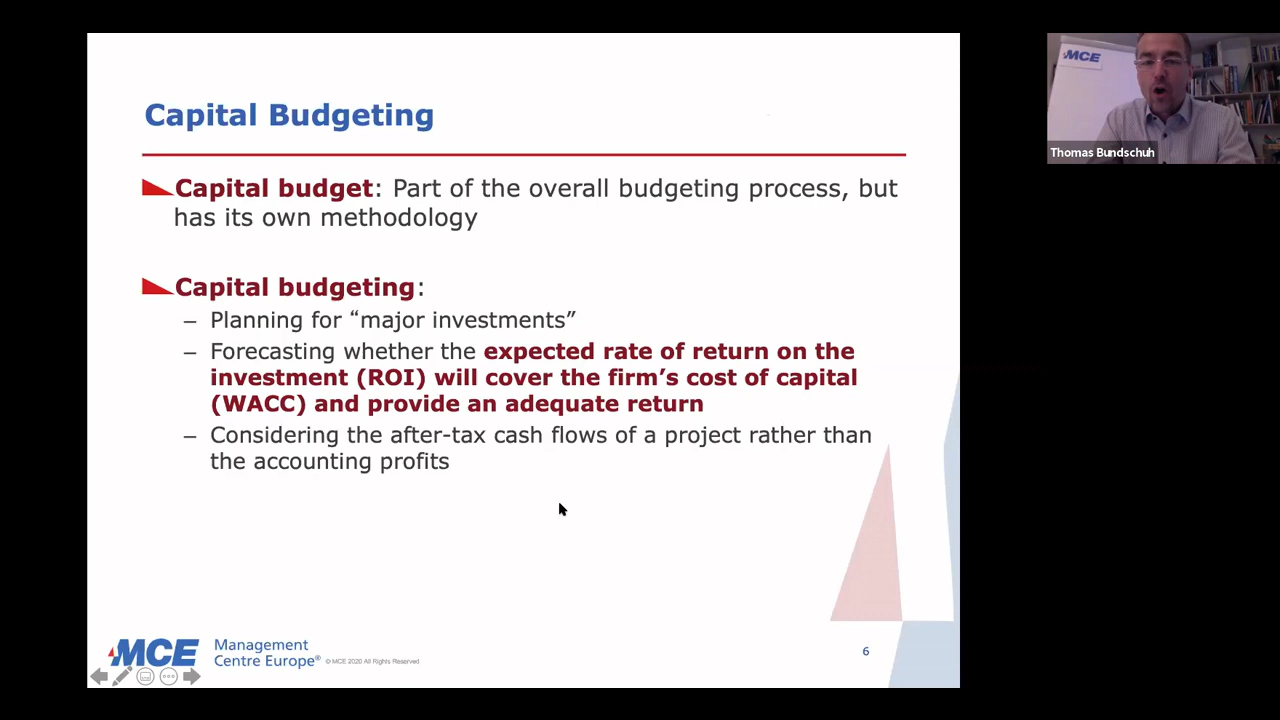 Capital Budgeting
Capital budget: Part of the overall budgeting process, but
has its own methodology
Capital budgeting:
– Planning for “major investments”
– Forecasting whether the expected rate of return on the
investment (ROI) will cover the firm’s cost of capital
(WACC) and provide an adequate return
– Considering the after-tax cash flows of a project rather than
the accounting profits
MCE Management
Centre Europe® © MCE 2020 All Rights Reserved
6
MCE
Thomas Bundschuh